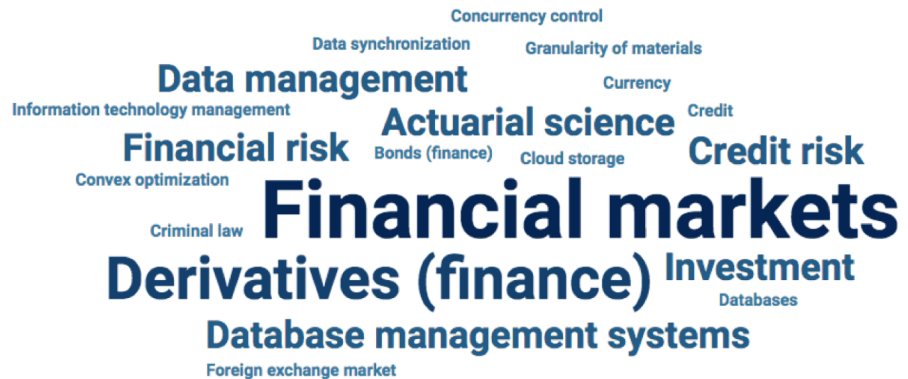 Concurrency control
Data synchronization
Granularity of materials
Data management
Currency
Information technology management
Actuarial science
Credit
Financial risk
Bonds (finance)
Cloud storage
Credit risk
Convex optimization
Financial markets
Criminal law
Derivatives (finance)
Investment
Databases
Database management systems
Foreign exchange market